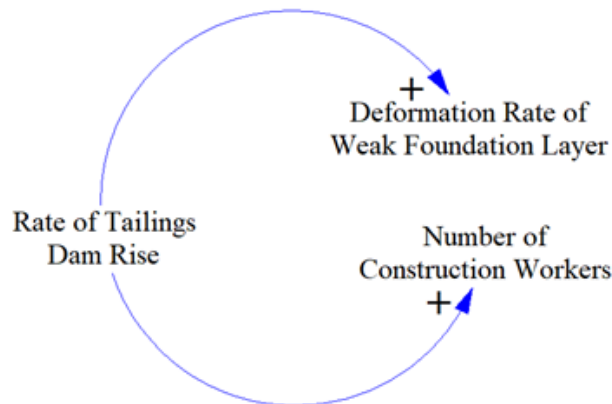 +
Deformation Rate of
Weak Foundation Layer
Rate of Tailings
Dam Rise
Number of
Construction Workers
+